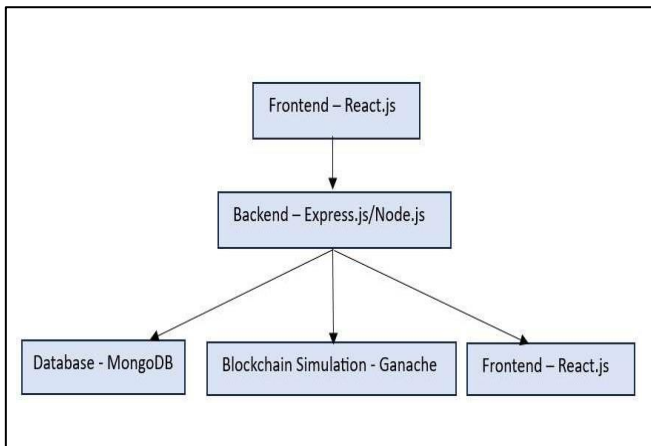 Frontend – React.js
Backend – Express.js/Node.js
Database - MongoDB
Blockchain Simulation - Ganache
Frontend – React.js